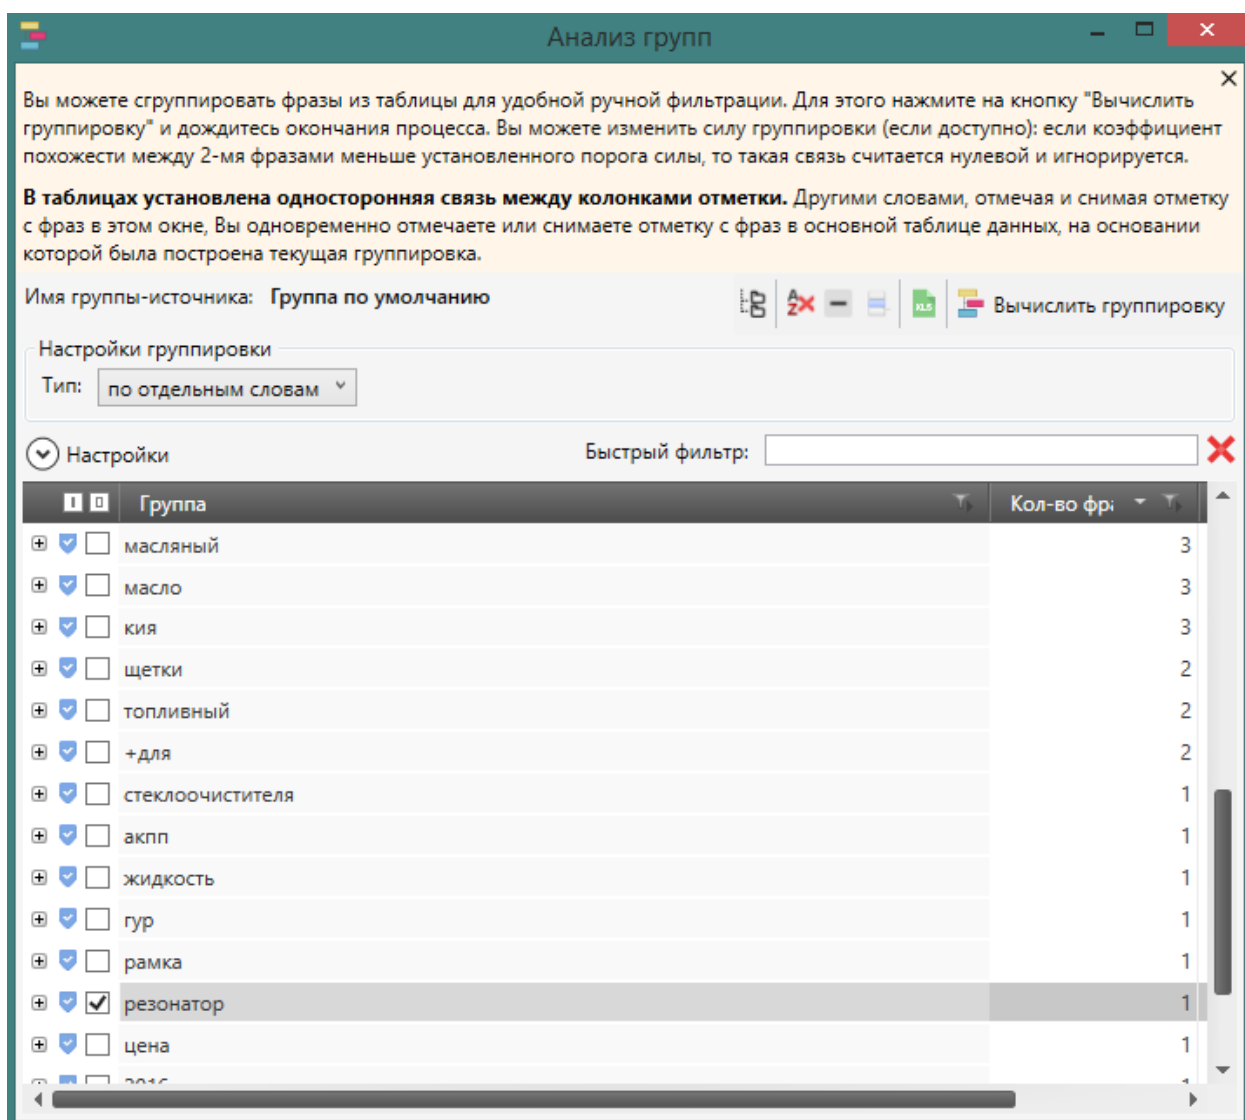 Анализ групп
Вы можете сгруппировать фразы из таблицы для удобной ручной фильтрации. Для этого нажмите на кнопку "Вычислить
группировку" и дождитесь окончания процесса. Вы можете изменить силу группировки (если доступно): если коэффициент
похожести между 2-мя фразами меньше установленного порога силы, то такая связь считается нулевой и игнорируется.
В таблицах установлена односторонняя связь между колонками отметки. Другими словами, отмечая и снимая отметку
с фраз в этом окне, Вы одновременно отмечаете или снимаете отметку с фраз в основной таблице данных, на основании
которой была построена текущая группировка.
Имя группы-источника: Группа по умолчанию XLS Вычислить группировку
Настройки группировки
Тип: по отдельным словам
Настройки Быстрый фильтр:
Группа Кол-во фра
масляный 3
масло 3
кия 3
щетки 2
топливный 2
+для 2
стеклоочистителя 1
акпп 1
жидкость 1
гур 1
рамка 1
резонатор 1
цена 1